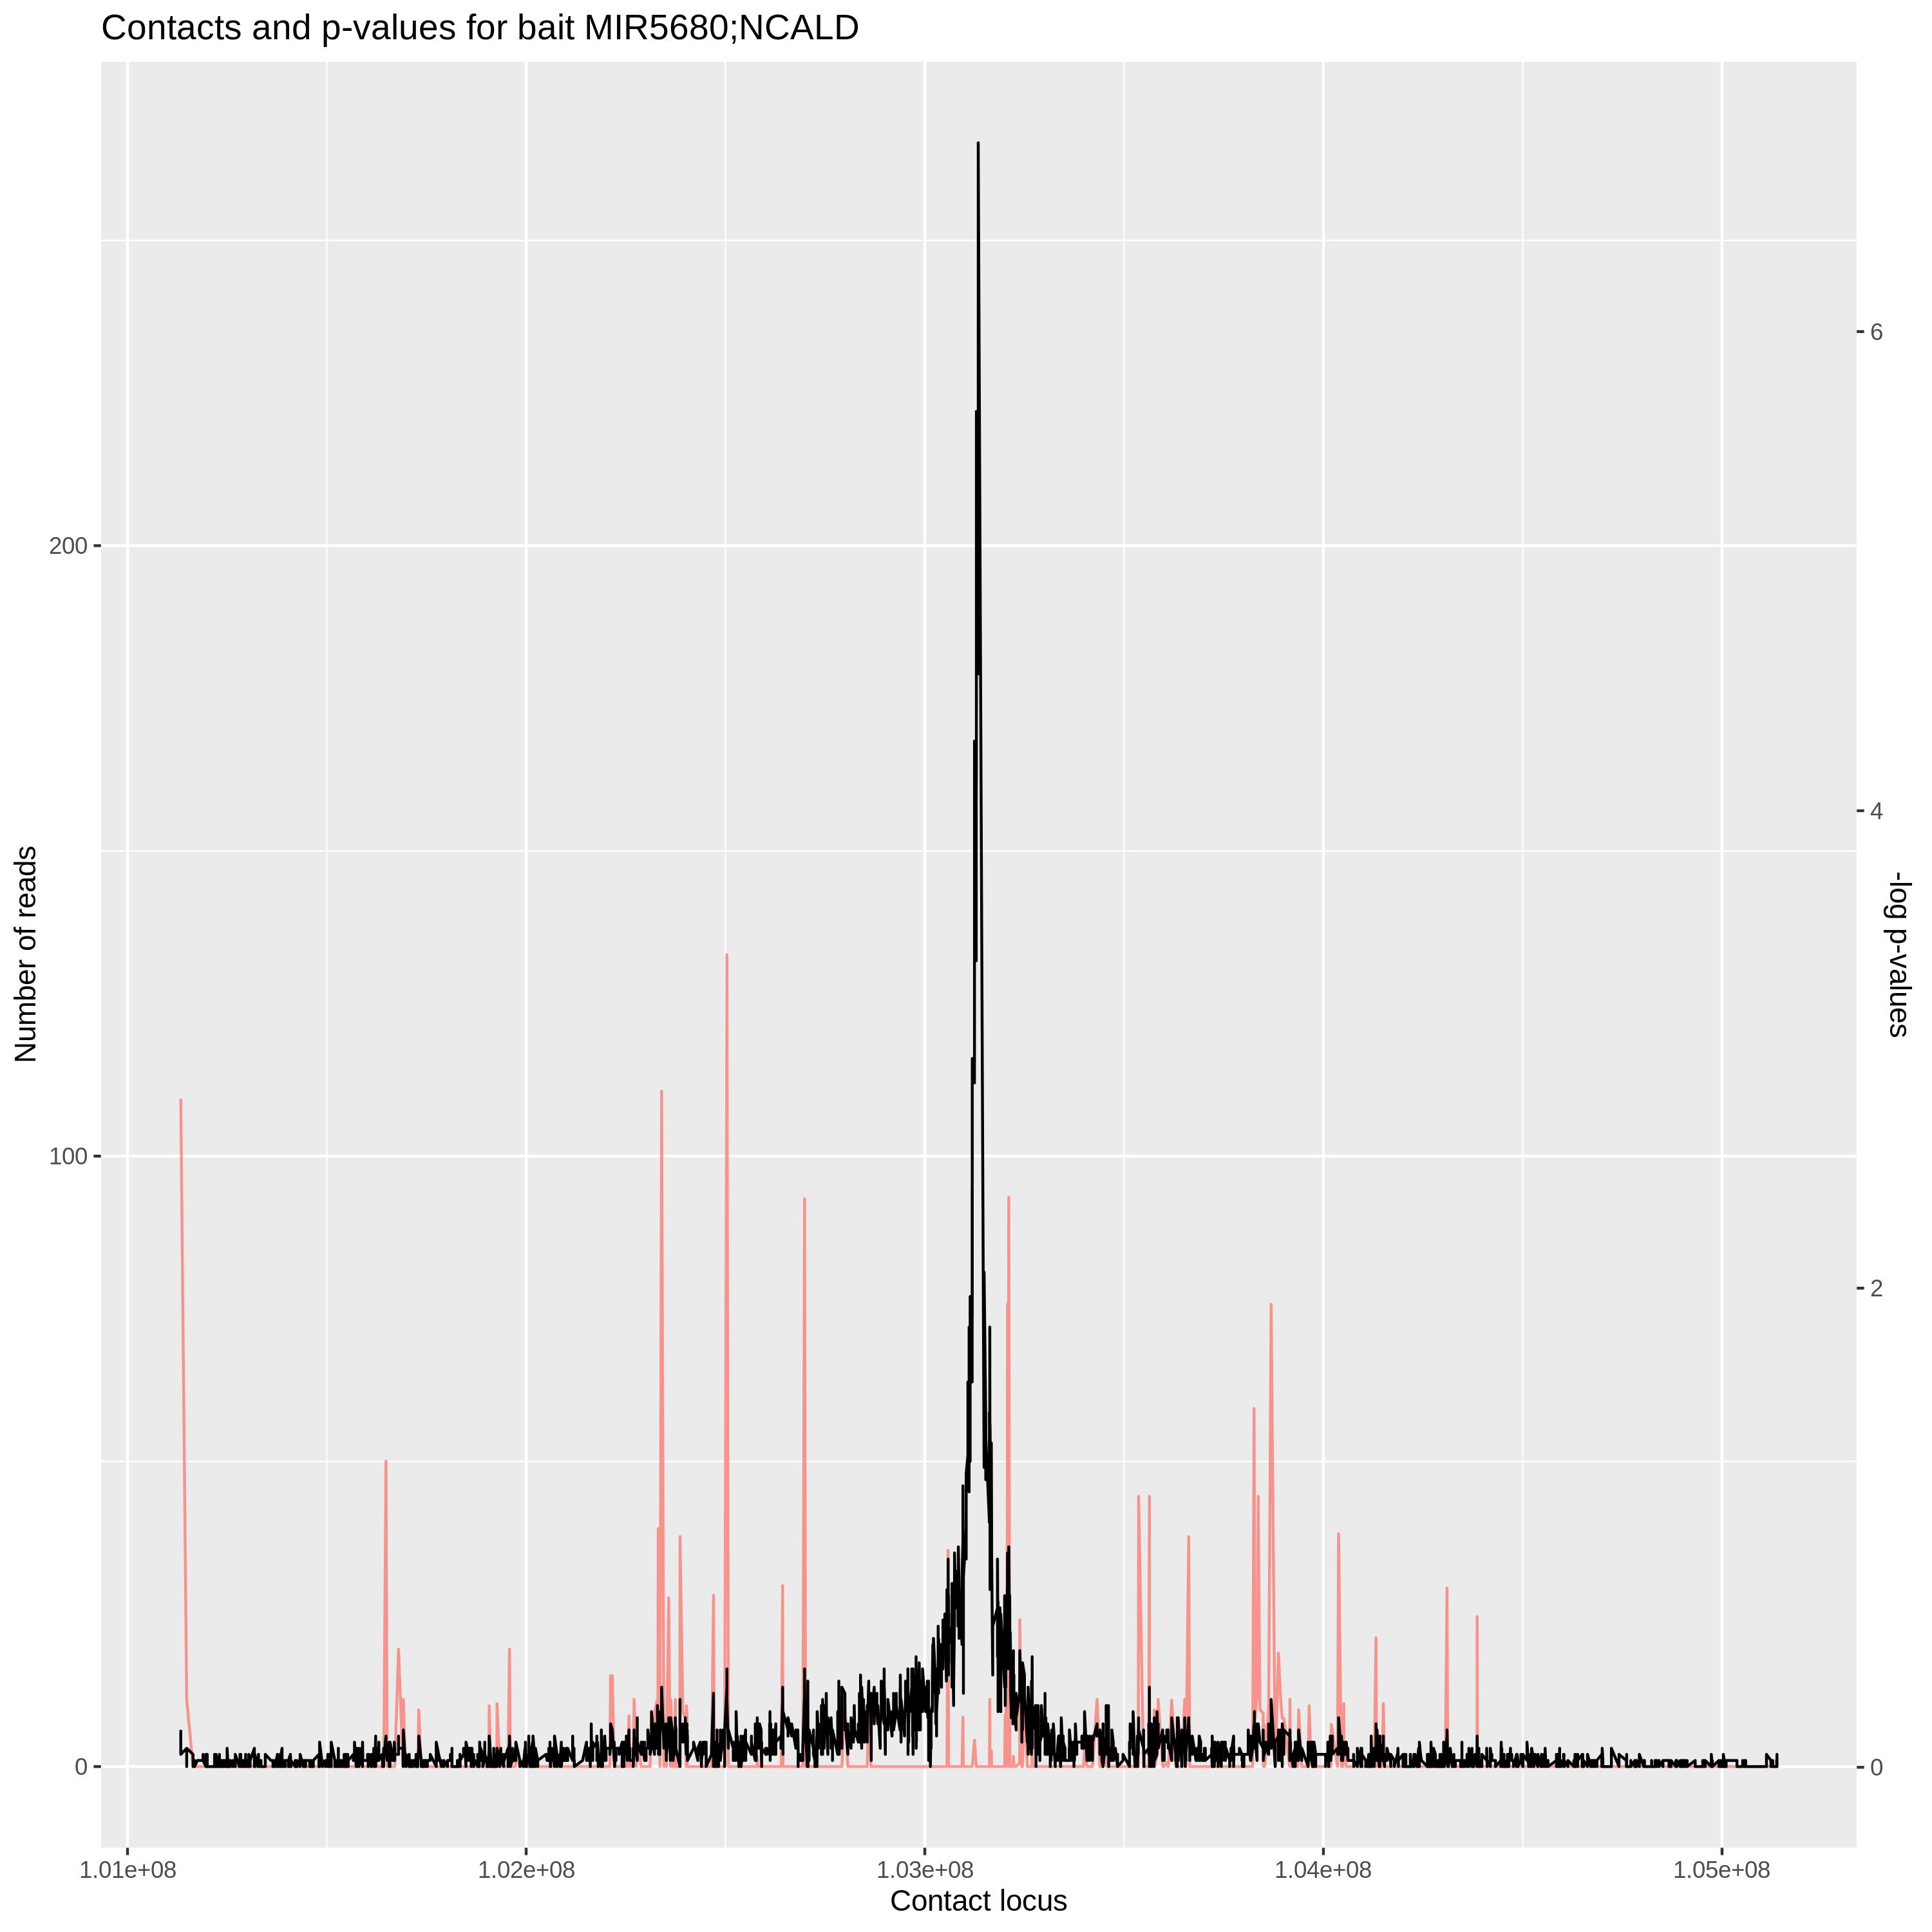 Contacts and p-values for bait MIR5680;NCALD
Number of reads
200
100
0
6
4
2
0
-log p-values
1.01e+08
1.02e+08
1.03e+08
1.04e+08
1.05e+08
Contact locus